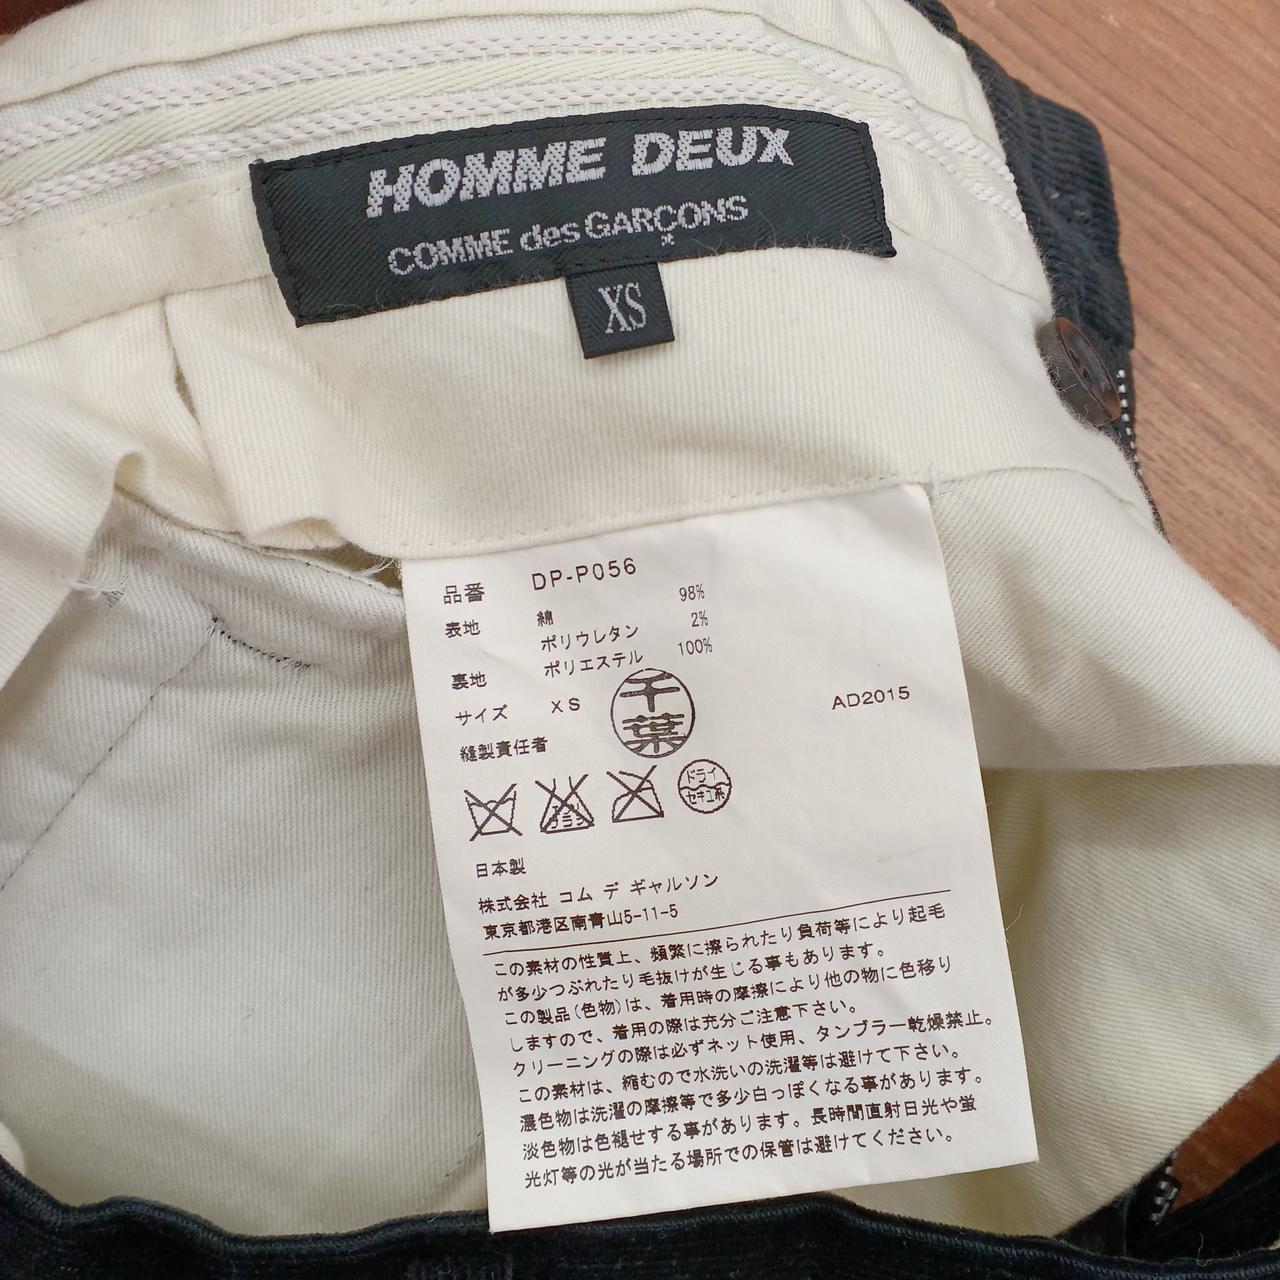 HOMME DEUX
COMME des GARÇONS
XS
品番 DP-P056
表地 綿 98%
ポリウレタン 2%
裏地 ポリエステル 100%
サイズ XS
AD2015
縫製責任者 千葉
エンソ
ドライ
セキユ系
日本製
株式会社 コム デ ギャルソン
東京都港区南青山5-11-5
この素材の性質上、頻繁に擦られたり負荷等により起毛
が多少つぶれたり毛抜けが生じる事もあります。
この製品(色物)は、着用時の摩擦により他の物に色移り
しますので、着用の際は充分ご注意下さい。
クリーニングの際は必ずネット使用、タンブラー乾燥禁止。
この素材は、縮むので水洗いの洗濯等は避けて下さい。
濃色物は洗濯の摩擦等で多少白っぽくなる事があります。
淡色物は色褪せする事があります。長時間直射日光や蛍
光灯等の光が当たる場所での保管は避けてください。